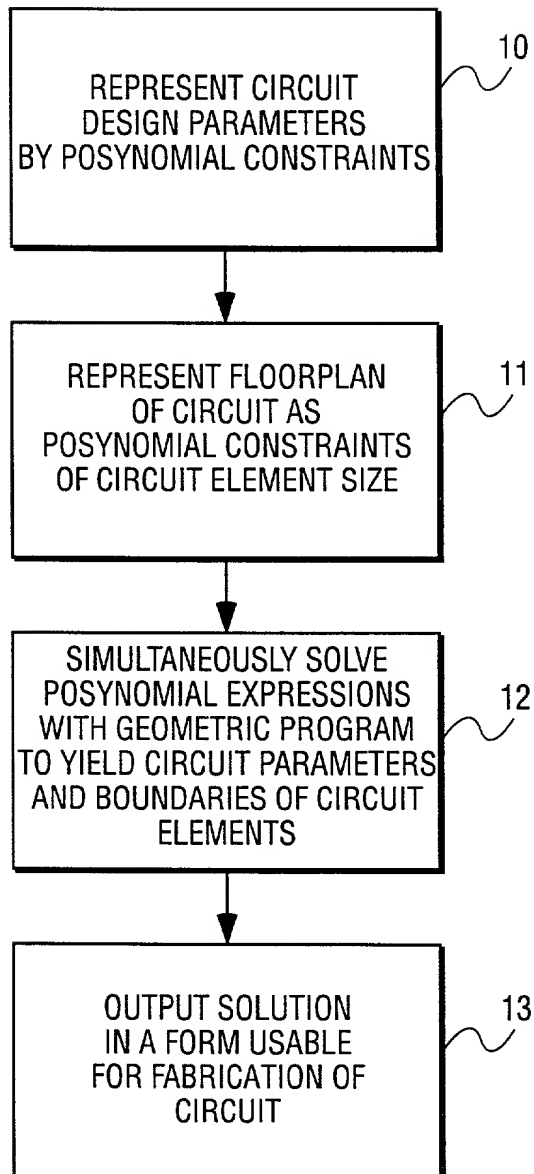 10
REPRESENT CIRCUIT
DESIGN PARAMETERS
BY POSYNOMIAL CONSTRAINTS
11
REPRESENT FLOORPLAN
OF CIRCUIT AS
POSYNOMIAL CONSTRAINTS
OF CIRCUIT ELEMENT SIZE
12
SIMULTANEOUSLY SOLVE
POSYNOMIAL EXPRESSIONS
WITH GEOMETRIC PROGRAM
TO YIELD CIRCUIT PARAMETERS
AND BOUNDARIES OF CIRCUIT
ELEMENTS
13
OUTPUT SOLUTION
IN A FORM USABLE
FOR FABRICATION OF
CIRCUIT